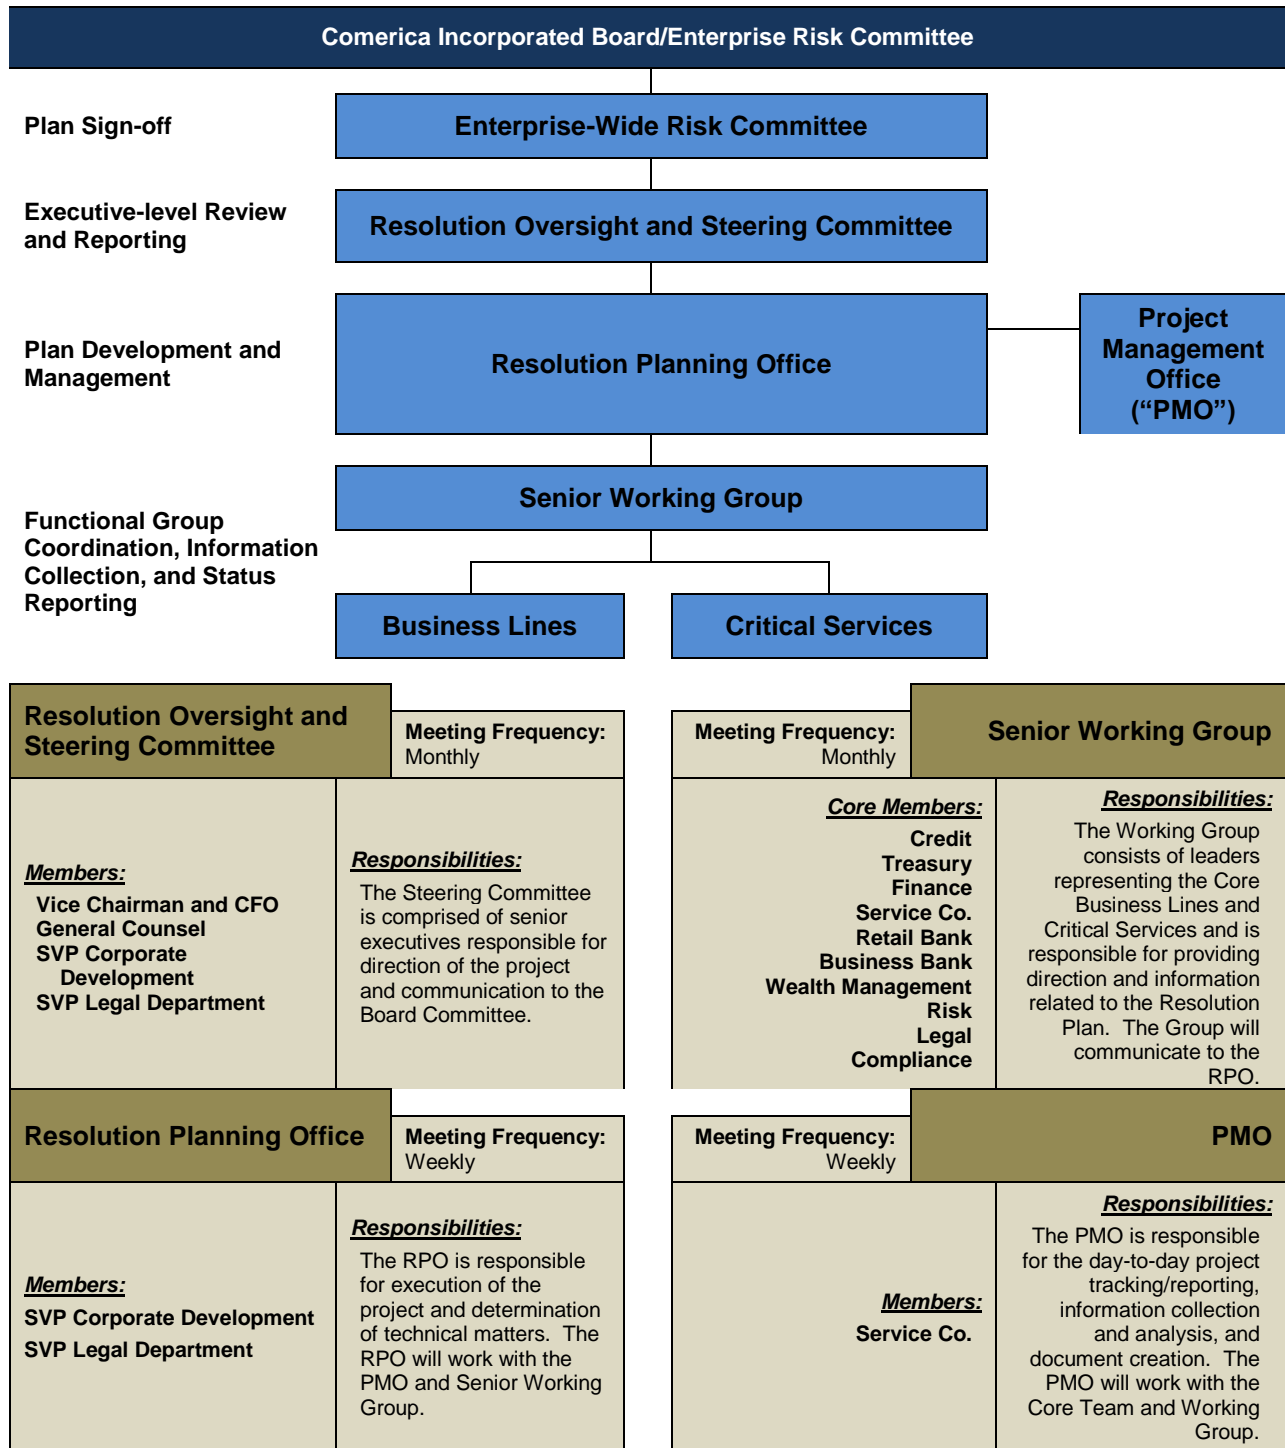 Comerica Incorporated Board/Enterprise Risk Committee
Plan Sign-off
Enterprise-Wide Risk Committee
Executive-level Review
and Reporting
Resolution Oversight and Steering Committee
Plan Development and
Management
Resolution Planning Office
Project
Management
Office
(“PMO”)
Functional Group
Coordination, Information
Collection, and Status
Reporting
Senior Working Group
Business Lines
Critical Services
Resolution Oversight and
Steering Committee
Meeting Frequency:
Monthly
Members:
Vice Chairman and CFO
General Counsel
SVP Corporate
Development
SVP Legal Department
Responsibilities:
The Steering Committee
is comprised of senior
executives responsible for
direction of the project
and communication to the
Board Committee.
Meeting Frequency:
Monthly
Senior Working Group
Core Members:
Credit
Treasury
Finance
Service Co.
Retail Bank
Business Bank
Wealth Management
Risk
Legal
Compliance
Responsibilities:
The Working Group
consists of leaders
representing the Core
Business Lines and
Critical Services and is
responsible for providing
direction and information
related to the Resolution
Plan.  The Group will
communicate to the
RPO.
Resolution Planning Office
Meeting Frequency:
Weekly
Members:
SVP Corporate Development
SVP Legal Department
Responsibilities:
The RPO is responsible
for execution of the
project and determination
of technical matters.  The
RPO will work with the
PMO and Senior Working
Group.
Meeting Frequency:
Weekly
PMO
Members:
Service Co.
Responsibilities:
The PMO is responsible
for the day-to-day project
tracking/reporting,
information collection
and analysis, and
document creation.  The
PMO will work with the
Core Team and Working
Group.